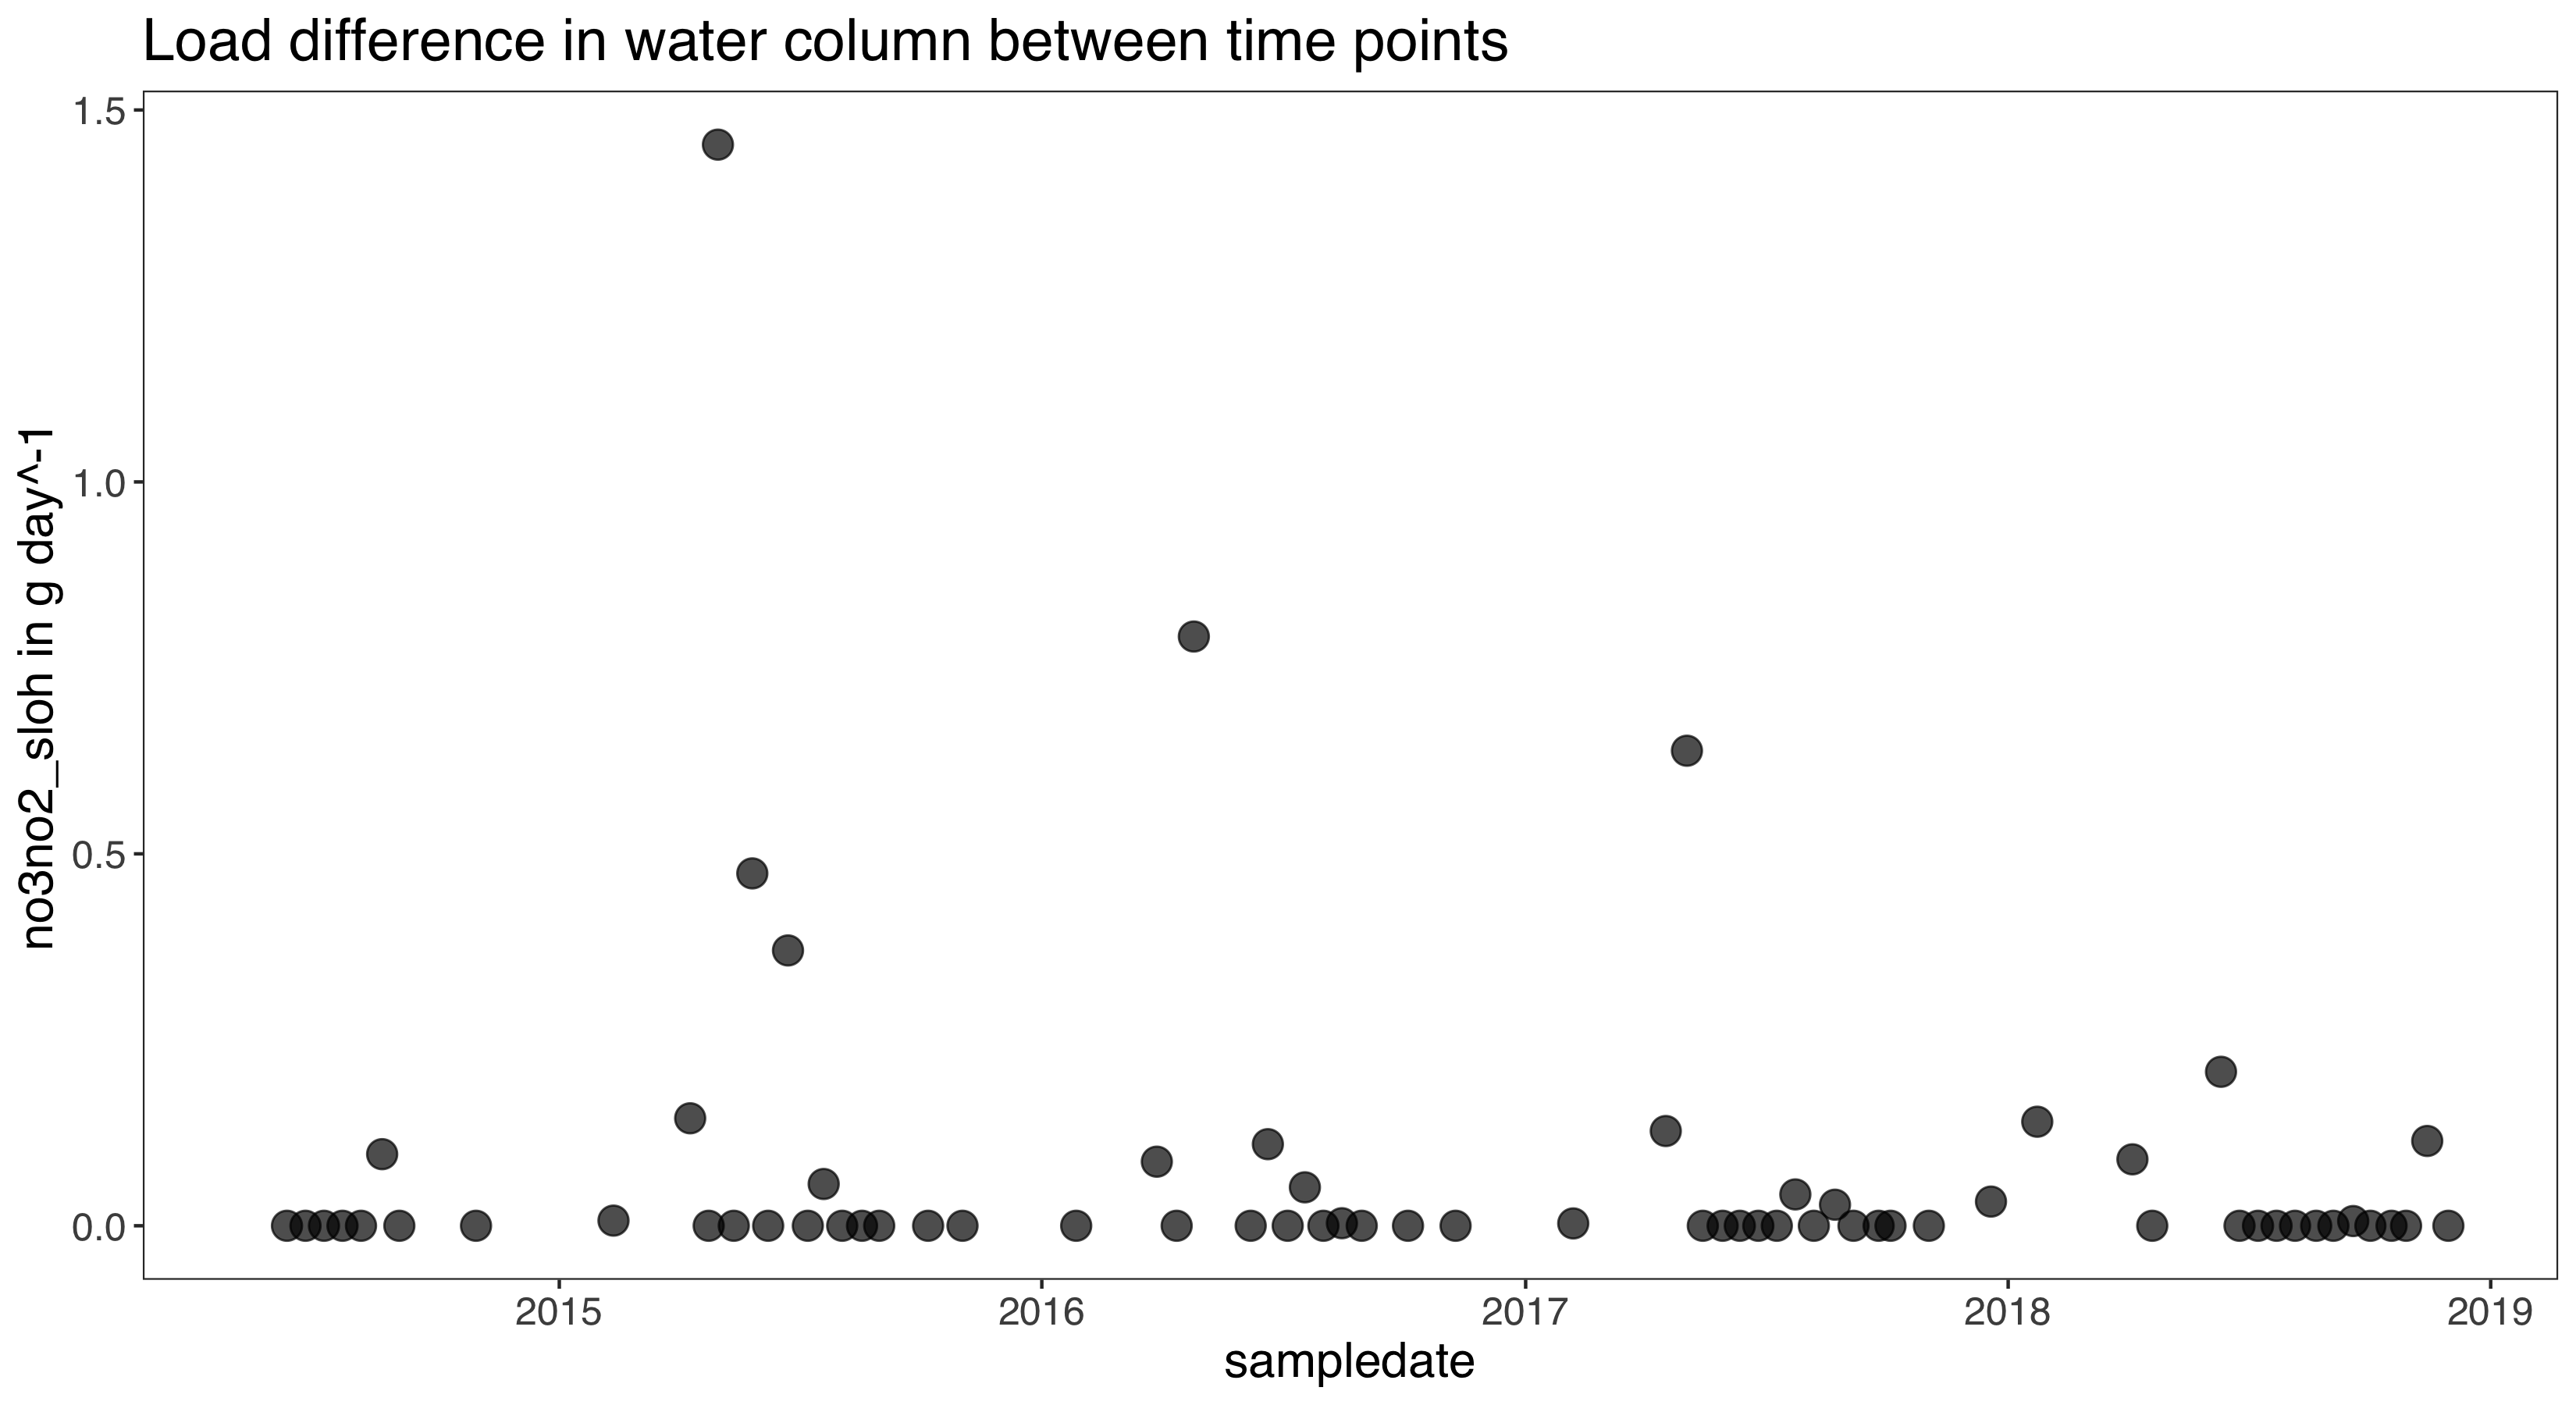 Load difference in water column between time points
no3no2_sloh in g day^-1
1.5
1.0
0.5
0.0
2015 2016 2017 2018 2019
sampledate